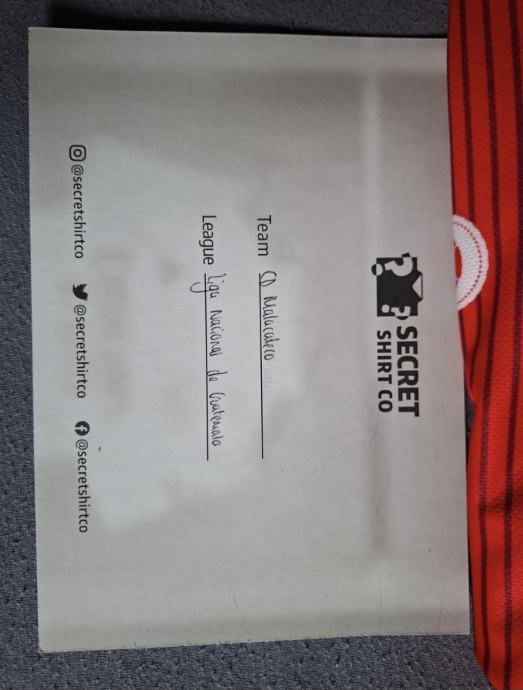 SECRET
SHIRT CO
Team CD Malacateco
League Liga Nacional de Guatemala
@secretshirtco @secretshirtco @secretshirtco